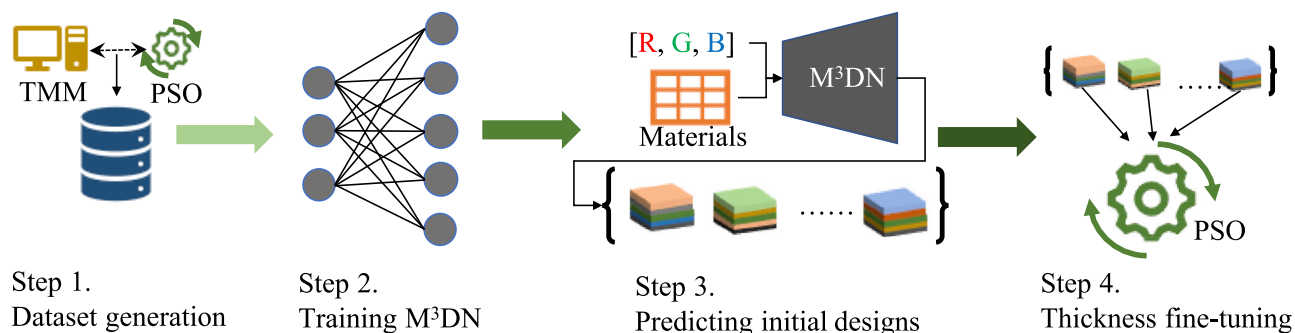 TMM
PSO
[R, G, B]
Materials
M³DN
{
......
}
{
......
}
PSO
Step 1.
Dataset generation
Step 2.
Training M³DN
Step 3.
Predicting initial designs
Step 4.
Thickness fine-tuning